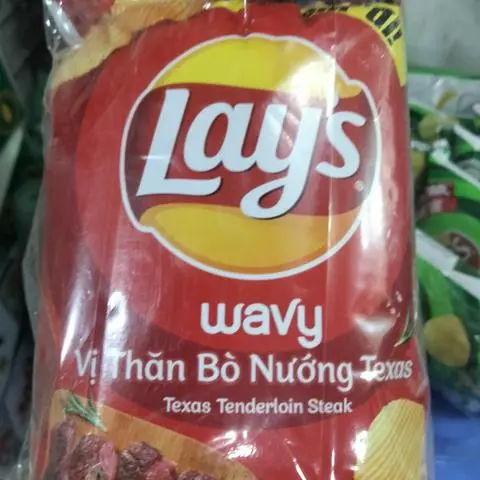 Lay's
wavy
Vị Thăn Bò Nướng Texas
Texas Tenderloin Steak